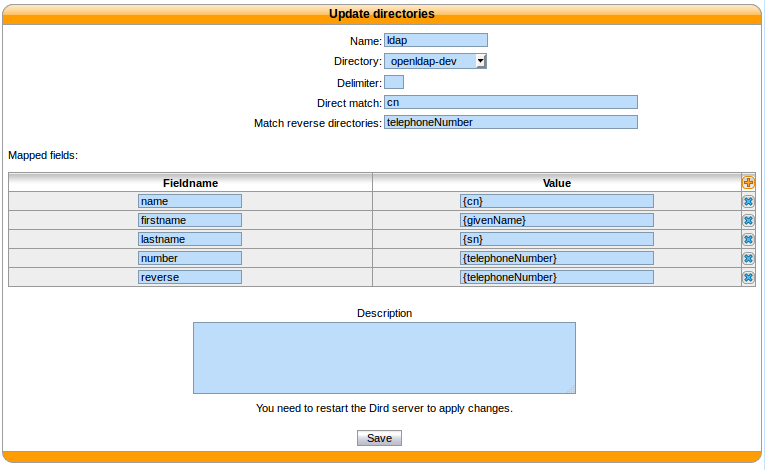 Update directories
Name: ldap
Directory: openldap-dev
Delimiter:
Direct match: cn
Match reverse directories: telephoneNumber
Mapped fields:
Fieldname Value
name {cn}
firstname {givenName}
lastname {sn}
number {telephoneNumber}
reverse {telephoneNumber}
Description
You need to restart the Dird server to apply changes.
Save